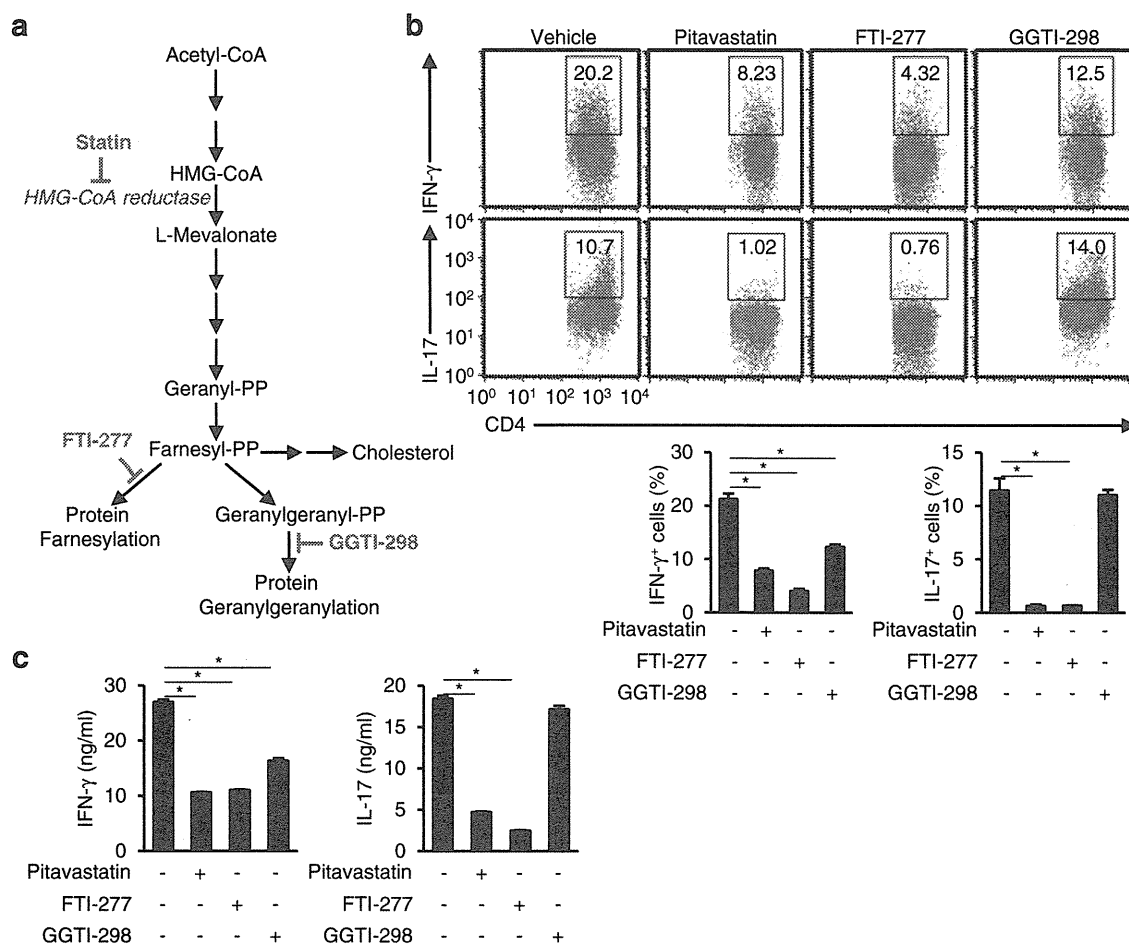 a
Acetyl-CoA
Statin
HMG-CoA
HMG-CoA reductase
L-Mevalonate
Geranyl-PP
FTI-277
Farnesyl-PP
Cholesterol
Protein
Farnesylation
Geranylgeranyl-PP
GGTI-298
Protein
Geranylgeranylation
b
Vehicle Pitavastatin FTI-277 GGTI-298
IFN-γ
20.2 8.23 4.32 12.5
IL-17
10.7 1.02 0.76 14.0
10⁴
10³
10²
10¹
10⁰
10⁰ 10¹ 10² 10³ 10⁴
CD4
IFN-γ⁺ cells (%)
30
20
10
0
* * *
Pitavastatin - + - -
FTI-277 - - + -
GGTI-298 - - - +
IL-17⁺ cells (%)
15
10
5
0
* *
Pitavastatin - + - -
FTI-277 - - + -
GGTI-298 - - - +
c
IFN-γ (ng/ml)
30
20
10
0
* * *
Pitavastatin - + - -
FTI-277 - - + -
GGTI-298 - - - +
IL-17 (ng/ml)
20
15
10
5
0
* *
Pitavastatin - + - -
FTI-277 - - + -
GGTI-298 - - - +